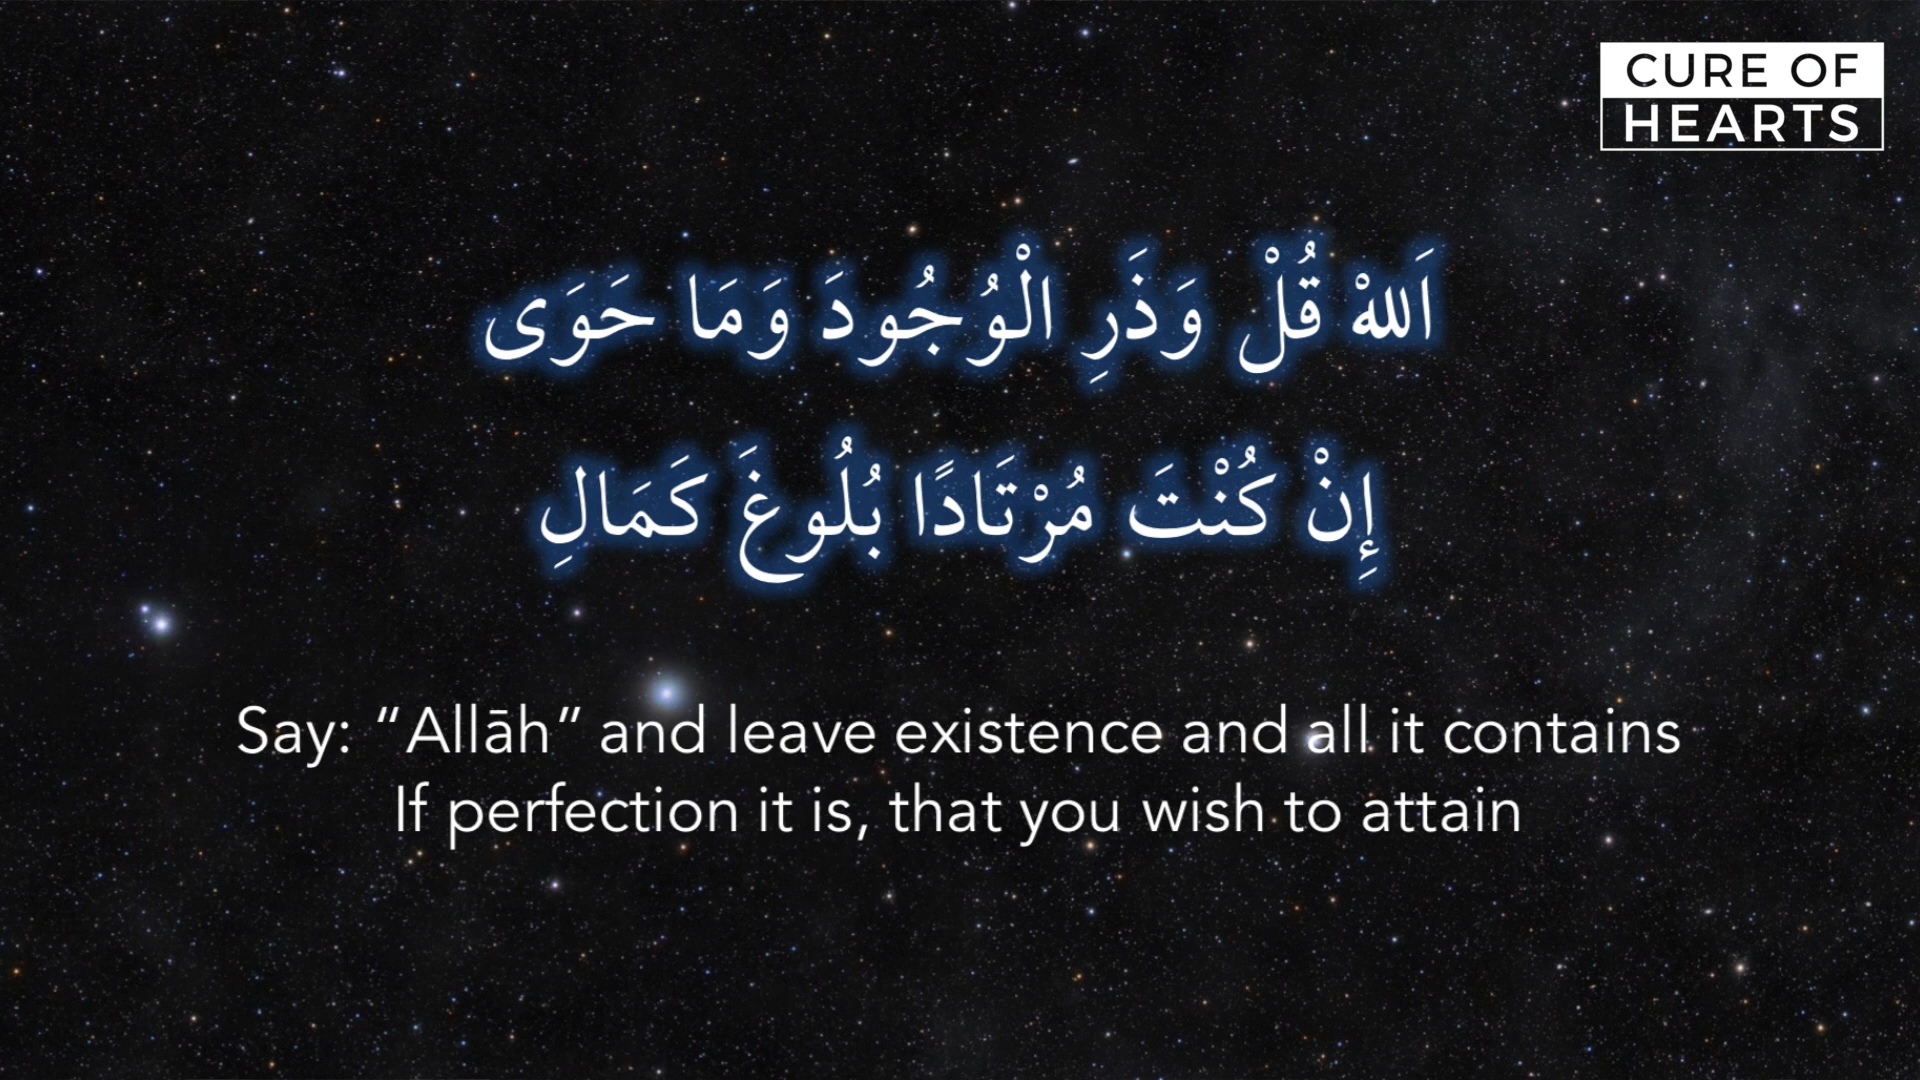 CURE OF
HEARTS
اَللهْ قُلْ وَذَرِ الْوُجُودَ وَمَا حَوَى
إِنْ كُنْتَ مُرْتَادًا بُلُوغَ كَمَالِ
Say: “Allāh” and leave existence and all it contains
If perfection it is, that you wish to attain